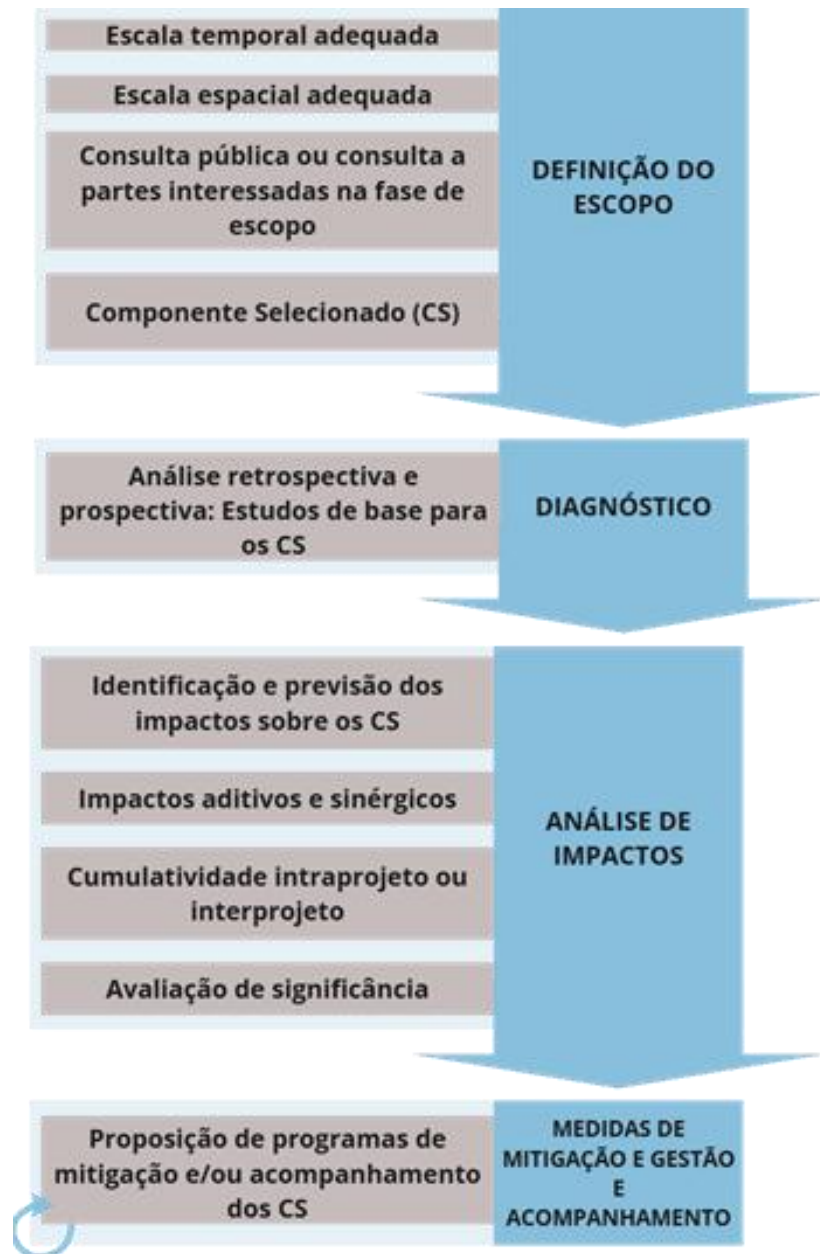 Escala temporal adequada
Escala espacial adequada
Consulta pública ou consulta a
partes interessadas na fase de
escopo
Componente Selecionado (CS)
DEFINIÇÃO DO
ESCOPO
Análise retrospectiva e
prospectiva: Estudos de base para
os CS
DIAGNÓSTICO
Identificação e previsão dos
impactos sobre os CS
Impactos aditivos e sinérgicos
Cumulatividade intraprojeto ou
interprojeto
Avaliação de significância
ANÁLISE DE
IMPACTOS
Proposição de programas de
mitigação e/ou acompanhamento
dos CS
MEDIDAS DE
MITIGAÇÃO E GESTÃO
E
ACOMPANHAMENTO